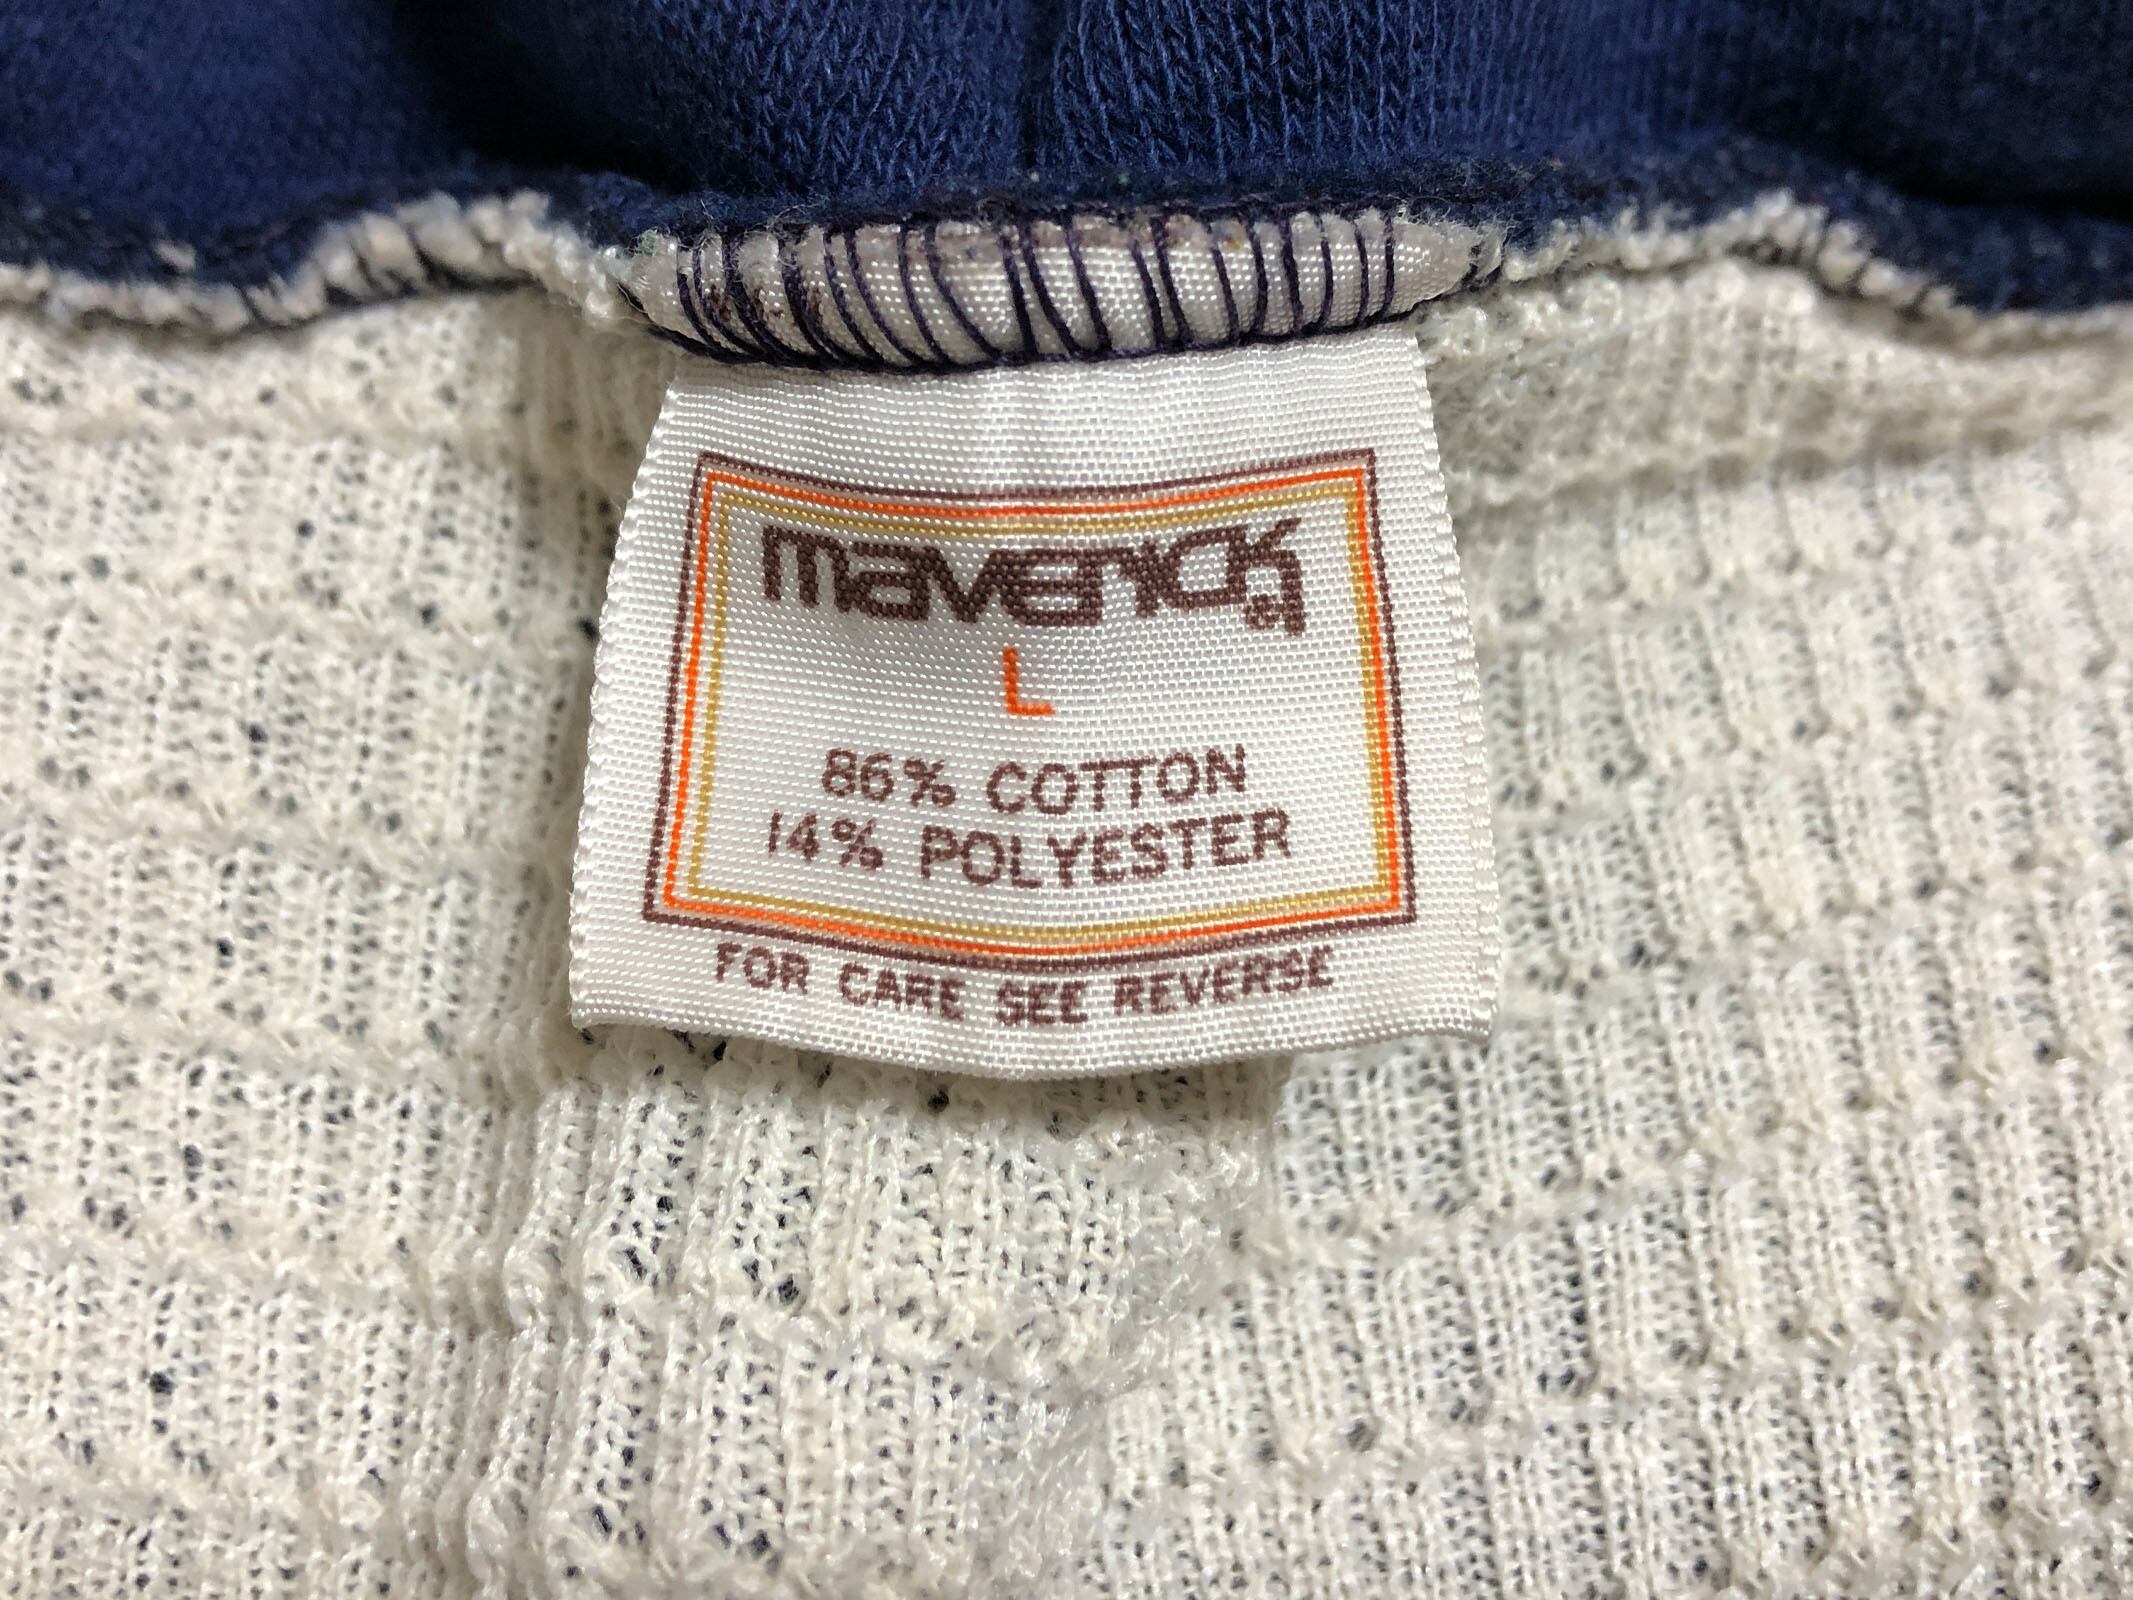 maverick®
L
86% COTTON
14% POLYESTER
FOR CARE SEE REVERSE